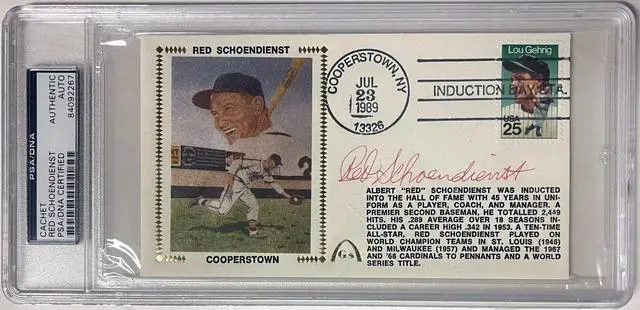 CACHET
RED SCHOENDIENST
PSA/DNA CERTIFIED
AUTHENTIC
AUTO
84092267
PSA/DNA
RED SCHOENDIENST
COOPERSTOWN
COOPERSTOWN, NY
JUL
23
1989
13326
INDUCTION DAY STA.
Lou Gehrig
USA
25
Red Schoendienst
ALBERT "RED" SCHOENDIENST WAS INDUCTED
INTO THE HALL OF FAME WITH 45 YEARS IN UNI-
FORM AS A PLAYER, COACH, AND MANAGER. A
PREMIER SECOND BASEMAN, HE TOTALLED 2,449
HITS. HIS .289 AVERAGE OVER 18 SEASONS IN-
CLUDED A CAREER HIGH .342 IN 1953. A TEN-TIME
ALL-STAR, RED SCHOENDIENST PLAYED ON
WORLD CHAMPION TEAMS IN ST. LOUIS (1946)
AND MILWAUKEE (1957) AND MANAGED THE 1967
AND '68 CARDINALS TO PENNANTS AND A WORLD
SERIES TITLE.